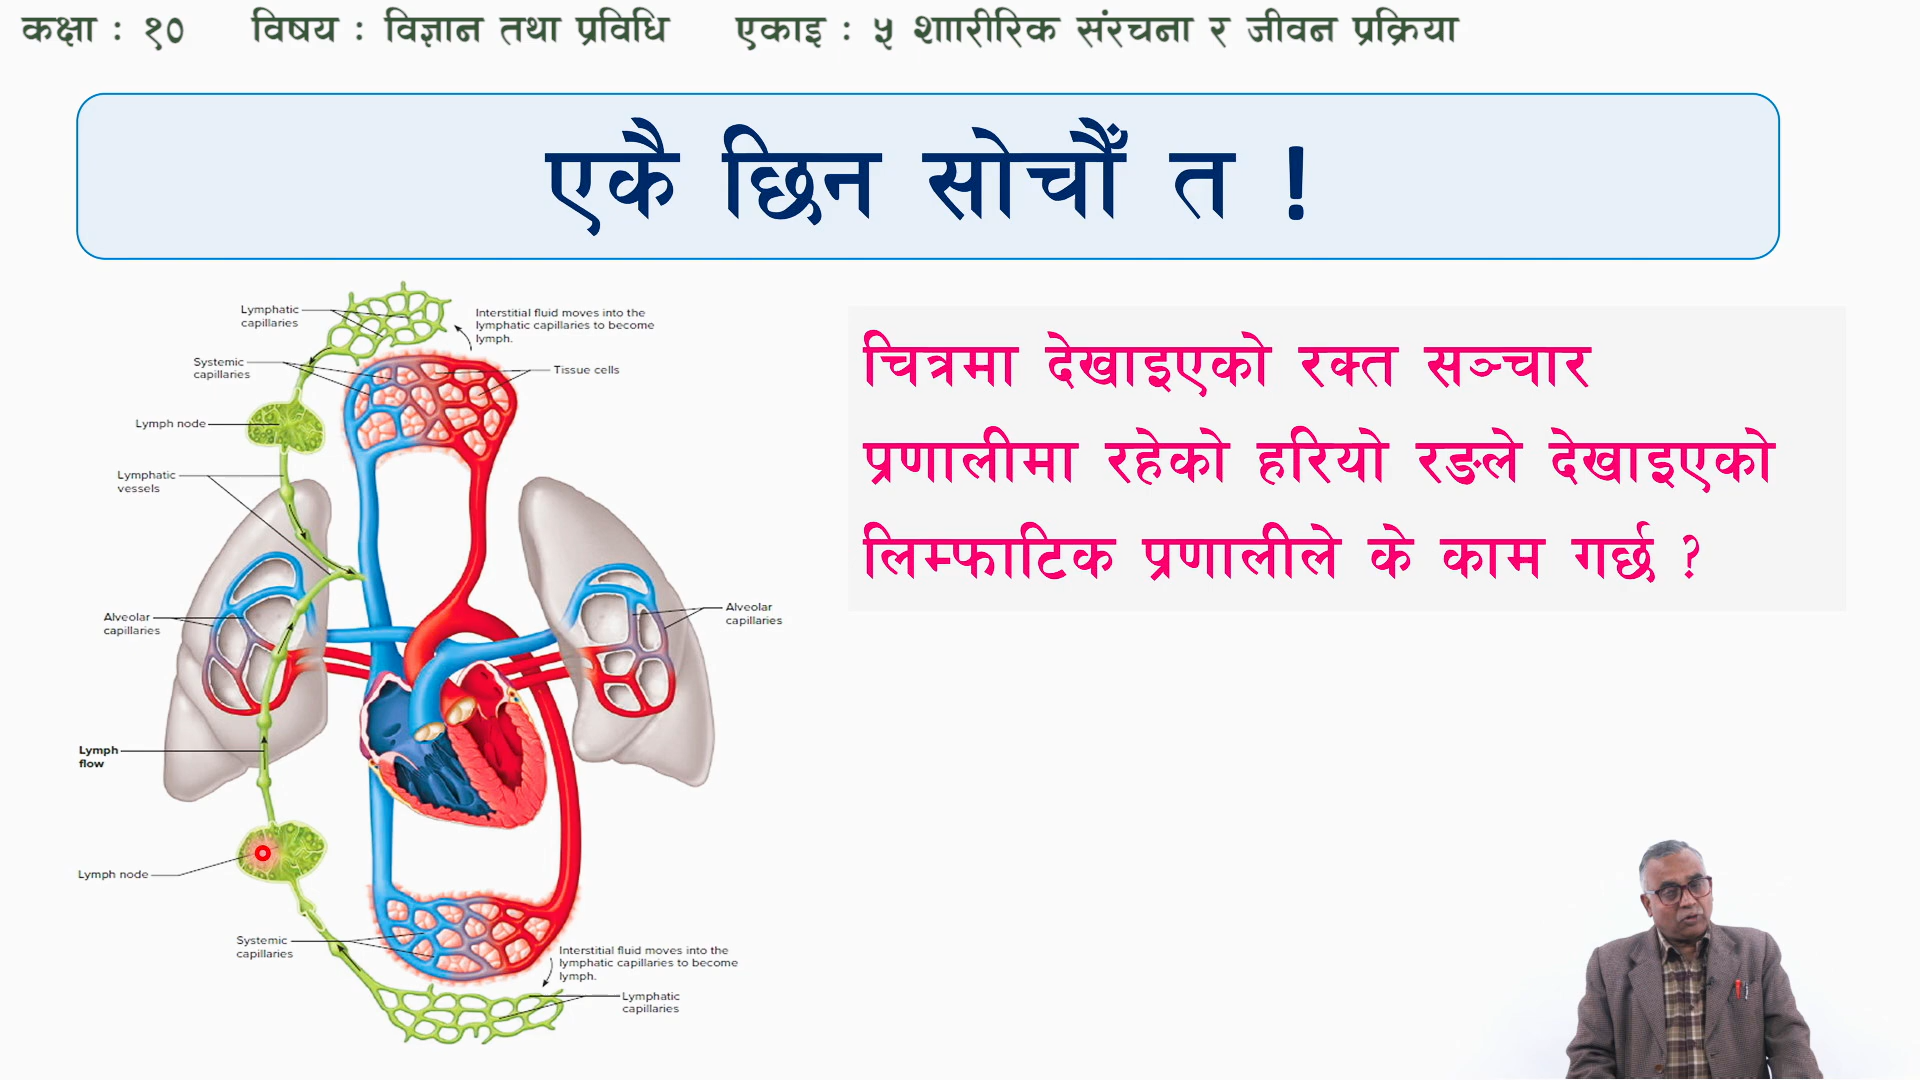 कक्षा : १०     विषय : विज्ञान तथा प्रविधि     एकाइ : ५ शाारीरिक संरचना र जीवन प्रक्रिया
एकै छिन सोचौँ त !
चित्रमा देखाइएको रक्त सञ्चार
प्रणालीमा रहेको हरियो रङले देखाइएको
लिम्फाटिक प्रणालीले के काम गर्छ ?
Lymphatic
capillaries
Interstitial fluid moves into the
lymphatic capillaries to become
lymph.
Systemic
capillaries
Tissue cells
Lymph node
Lymphatic
vessels
Alveolar
capillaries
Alveolar
capillaries
Lymph
flow
Lymph node
Systemic
capillaries
Interstitial fluid moves into the
lymphatic capillaries to become
lymph.
Lymphatic
capillaries